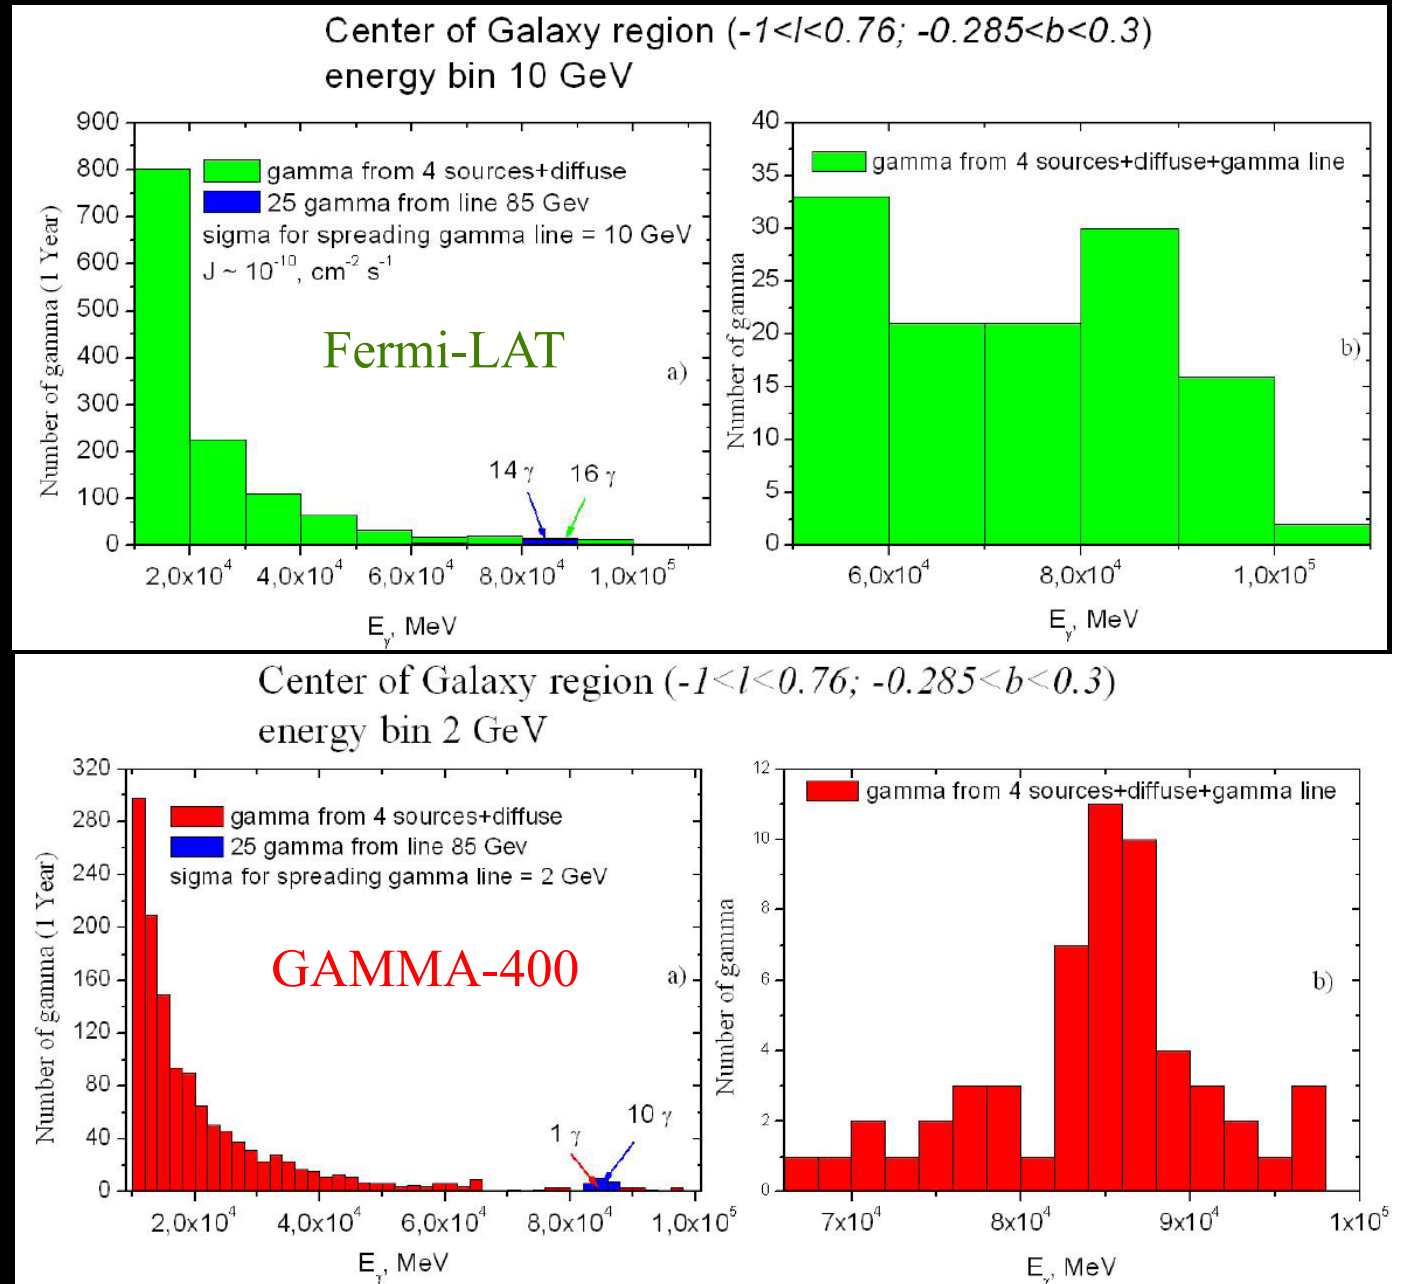 Center of Galaxy region (-1<l<0.76; -0.285<b<0.3)
energy bin 10 GeV
900
800
700
600
500
400
300
200
100
0
Number of gamma (1 Year)
gamma from 4 sources+diffuse
25 gamma from line 85 Gev
sigma for spreading gamma line = 10 GeV
J ~ 10⁻¹⁰, cm⁻² s⁻¹
Fermi-LAT
a)
14 γ
16 γ
2,0x10⁴ 4,0x10⁴ 6,0x10⁴ 8,0x10⁴ 1,0x10⁵
Eᵧ, MeV
40
35
30
25
20
15
10
5
0
Number of gamma
gamma from 4 sources+diffuse+gamma line
b)
6,0x10⁴ 8,0x10⁴ 1,0x10⁵
Eᵧ, MeV
Center of Galaxy region (-1<l<0.76; -0.285<b<0.3)
energy bin 2 GeV
320
280
240
200
160
120
80
40
0
Number of gamma (1 Year)
gamma from 4 sources+diffuse
25 gamma from line 85 Gev
sigma for spreading gamma line = 2 GeV
GAMMA-400
a)
1 γ
10 γ
2,0x10⁴ 4,0x10⁴ 6,0x10⁴ 8,0x10⁴ 1,0x10⁵
Eᵧ, MeV
12
10
8
6
4
2
0
Number of gamma
gamma from 4 sources+diffuse+gamma line
b)
7x10⁴ 8x10⁴ 9x10⁴ 1x10⁵
Eᵧ, MeV